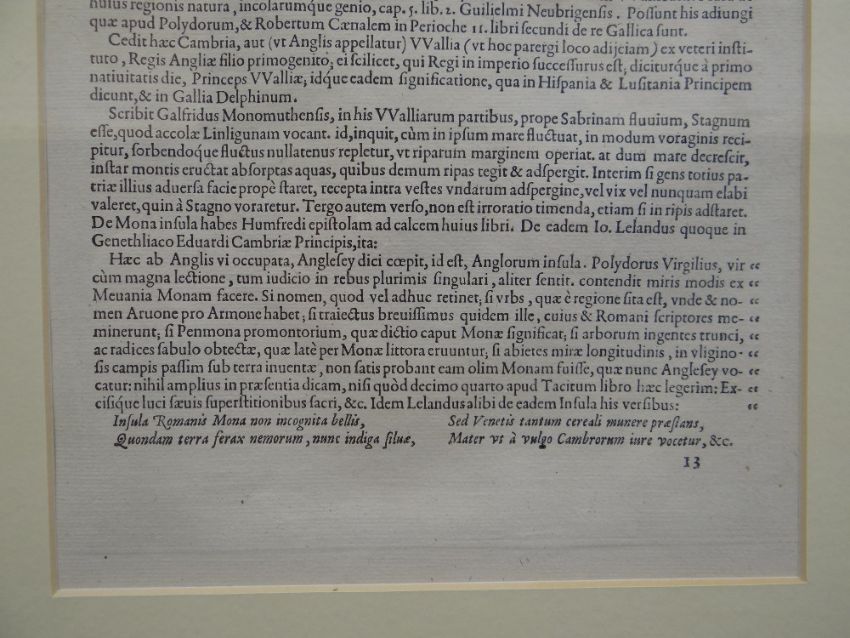 huius regionis natura, incolarumque genio, cap. 5. lib. 2. Guilielmi Neubrigensis. Possunt his adiungi
quæ apud Polydorum, & Robertum Cænalem in Perioche 11. libri secundi de re Gallica sunt.
Cedit hæc Cambria, aut (vt Anglis appellatur) VVallia (vt hoc parergi loco adijciam) ex veteri insti-
tuto, Regis Angliæ filio primogenito; ei scilicet, qui Regi in imperio successurus est; diciturq́ue à primo
natiuitatis die, Princeps VValliæ; idq́ue eadem significatione, qua in Hispania & Lusitania Principem
dicunt, & in Gallia Delphinum.
Scribit Galfridus Monomuthensis, in his VValliarum partibus, prope Sabrinam fluuium, Stagnum
esse, quod accolæ Linligunam vocant. id, inquit, cùm in ipsum mare fluctuat, in modum voraginis reci-
pitur, sorbendoque fluctus nullatenus repletur, vt riparum marginem operiat. at dum mare decrescit,
instar montis eructat absorptas aquas, quibus demum ripas tegit & adspergit. Interim si gens totius pa-
triæ illius aduersa facie propè staret, recepta intra vestes vndarum adspergine, vel vix vel nunquam elabi
valeret, quin à Stagno voraretur. Tergo autem verso, non est irroratio timenda, etiam si in ripis adstaret.
De Mona insula habes Humfredi epistolam ad calcem huius libri. De eadem Io. Lelandus quoque in
Genethliaco Eduardi Cambriæ Principis, ita:
Hæc ab Anglis vi occupata, Anglesey dici cœpit, id est, Anglorum insula. Polydorus Virgilius, vir “
cùm magna lectione, tum iudicio in rebus plurimis singulari, aliter sentit. contendit miris modis ex “
Meuania Monam facere. Si nomen, quod vel adhuc retinet; si vrbs, quæ è regione sita est, vnde & no- “
men Aruone pro Armone habet; si traiectus breuissimus quidem ille, cuius & Romani scriptores me- “
minerunt; si Penmona promontorium, quæ dictio caput Monæ significat; si arborum ingentes trunci, “
ac radices sabulo obtectæ, quæ latè per Monæ littora eruuntur; si abietes miræ longitudinis, in vligino- “
sis campis passim sub terra inuentæ, non satis probant eam olim Monam fuisse, quæ nunc Anglesey vo- “
catur: nihil amplius in præsentia dicam, nisi quòd decimo quarto apud Tacitum libro hæc legerim: Ex- “
cisique luci sæuis superstitionibus sacri, &c. Idem Lelandus alibi de eadem Insula his versibus: “
Insula Romanis Mona non incognita bellis,
Quondam terra ferax nemorum, nunc indiga siluæ,
Sed Venetis tantum cereali munere præstans,
Mater vt à vulgo Cambrorum iure vocetur, &c.
13